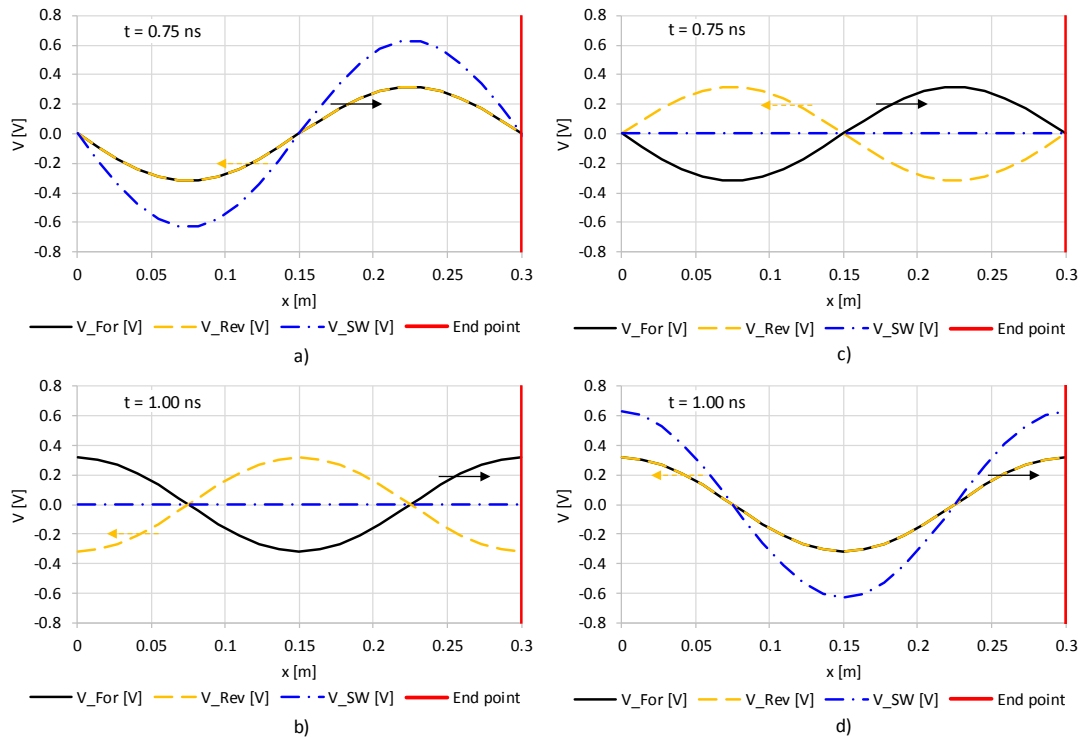 0.8
0.6
0.4
0.2
0.0
-0.2
-0.4
-0.6
-0.8
V [V]
t = 0.75 ns
0 0.05 0.1 0.15 0.2 0.25 0.3
x [m]
V_For [V] V_Rev [V] V_SW [V] End point
a)
0.8
0.6
0.4
0.2
0.0
-0.2
-0.4
-0.6
-0.8
V [V]
t = 0.75 ns
0 0.05 0.1 0.15 0.2 0.25 0.3
x [m]
V_For [V] V_Rev [V] V_SW [V] End point
c)
0.8
0.6
0.4
0.2
0.0
-0.2
-0.4
-0.6
-0.8
V [V]
t = 1.00 ns
0 0.05 0.1 0.15 0.2 0.25 0.3
x [m]
V_For [V] V_Rev [V] V_SW [V] End point
b)
0.8
0.6
0.4
0.2
0.0
-0.2
-0.4
-0.6
-0.8
V [V]
t = 1.00 ns
0 0.05 0.1 0.15 0.2 0.25 0.3
x [m]
V_For [V] V_Rev [V] V_SW [V] End point
d)